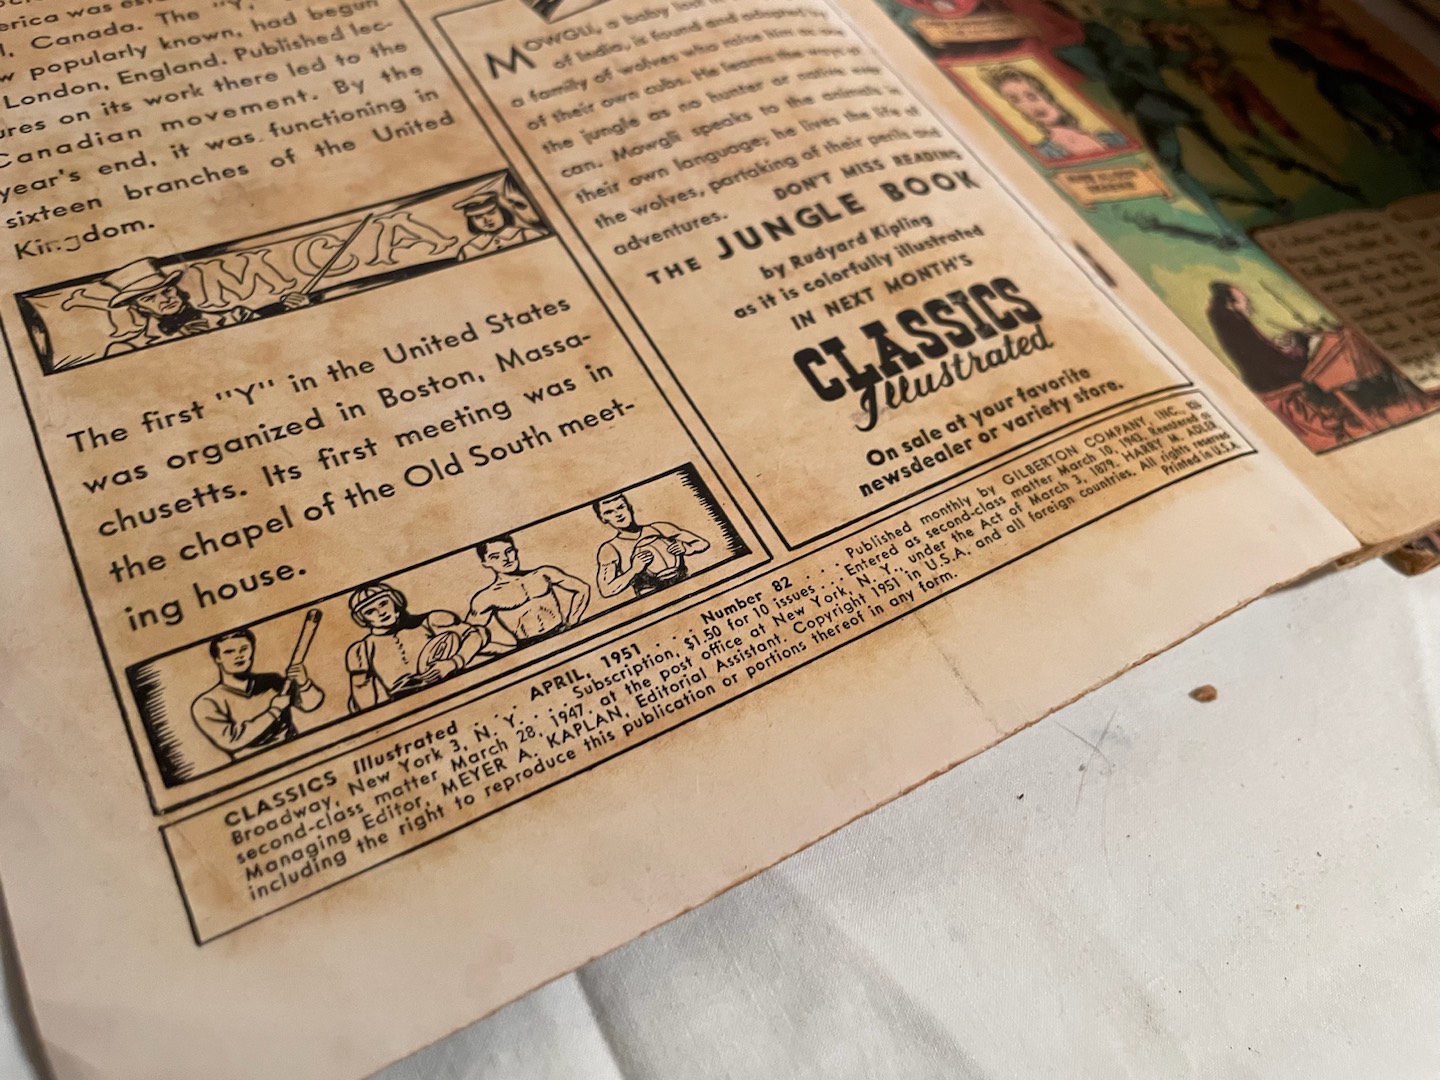 erica was
l, Canada. The "Y,"
w popularly known, had begun
London, England. Published lec-
ures on its work there led to the
Canadian movement. By the
year's end, it was functioning in
sixteen branches of the United
Kingdom.
YMCA
The first "Y" in the United States
was organized in Boston, Massa-
chusetts. Its first meeting was in
the chapel of the Old South meet-
ing house.
MOWGLI, a baby lost in
of India, is found and adopted by
a family of wolves who raise him as one
of their own cubs. He learns the ways of
the jungle as no hunter or native ever
can. Mowgli speaks to the animals in
their own language; he lives the life of
the wolves, partaking of their perils and
adventures. DON'T MISS READING
THE JUNGLE BOOK
by Rudyard Kipling
as it is colorfully illustrated
IN NEXT MONTH'S
CLASSICS
Illustrated
On sale at your favorite
newsdealer or variety store.
CLASSICS Illustrated . . . APRIL, 1951 . . . Number 82 . . . Published monthly by GILBERTON COMPANY, INC., 826
Broadway, New York 3, N. Y. . . . Subscription, $1.50 for 10 issues . . . Entered as second-class matter March 10, 1943, Reentered as
second-class matter March 28, 1947, at the post office at New York, N. Y., under the Act of March 3, 1879. HARRY M. ADLER
Managing Editor, MEYER A. KAPLAN, Editorial Assistant. Copyright 1951 in U.S.A. and all foreign countries. All rights reserved
including the right to reproduce this publication or portions thereof in any form. Printed in U.S.A.